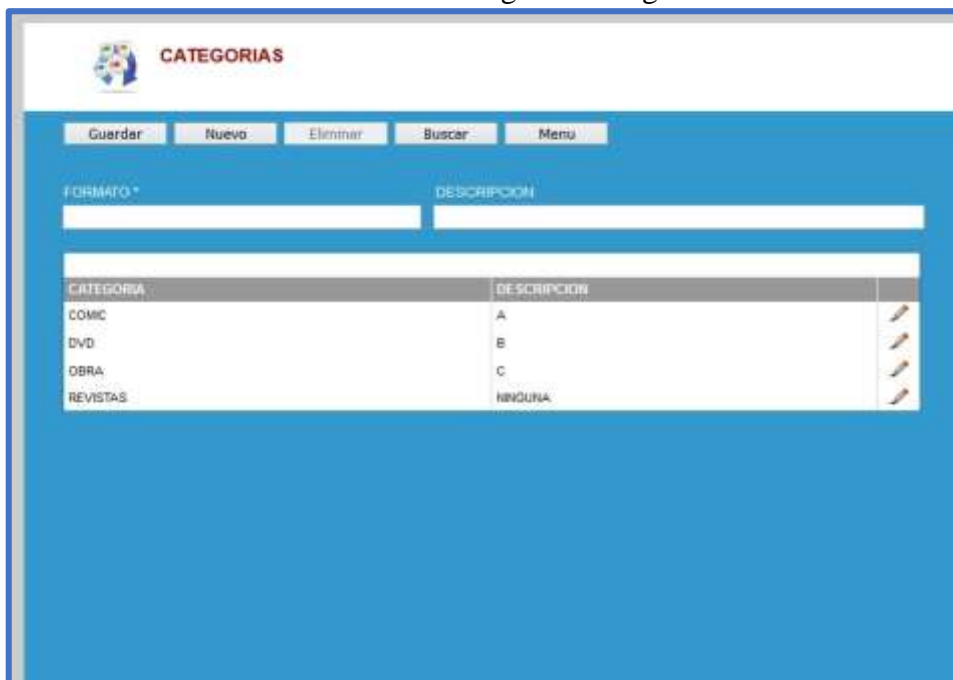 CATEGORIAS
Guardar Nuevo Eliminar Buscar Menu
FORMATO * DESCRIPCION
CATEGORIA DESCRIPCION
COMIC A
DVD B
OBRA C
REVISTAS NINGUNA